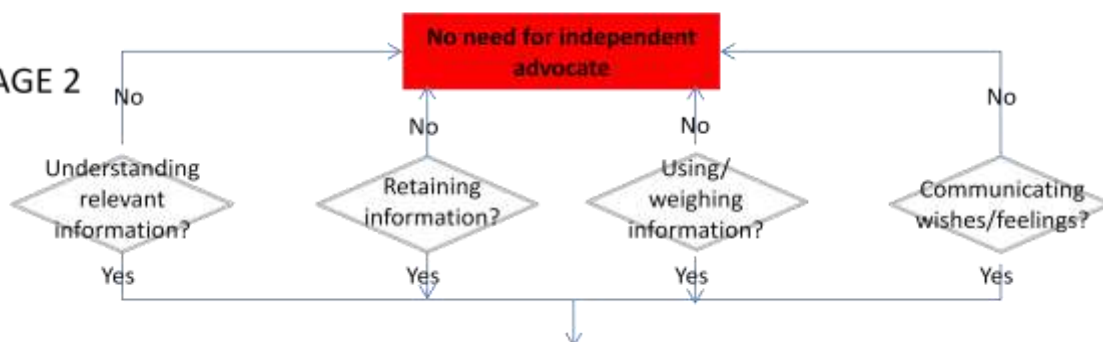 No need for independent
advocate
AGE 2
No
No
No
No
Understanding
relevant
information?
Retaining
information?
Using/
weighing
information?
Communicating
wishes/feelings?
Yes
Yes
Yes
Yes